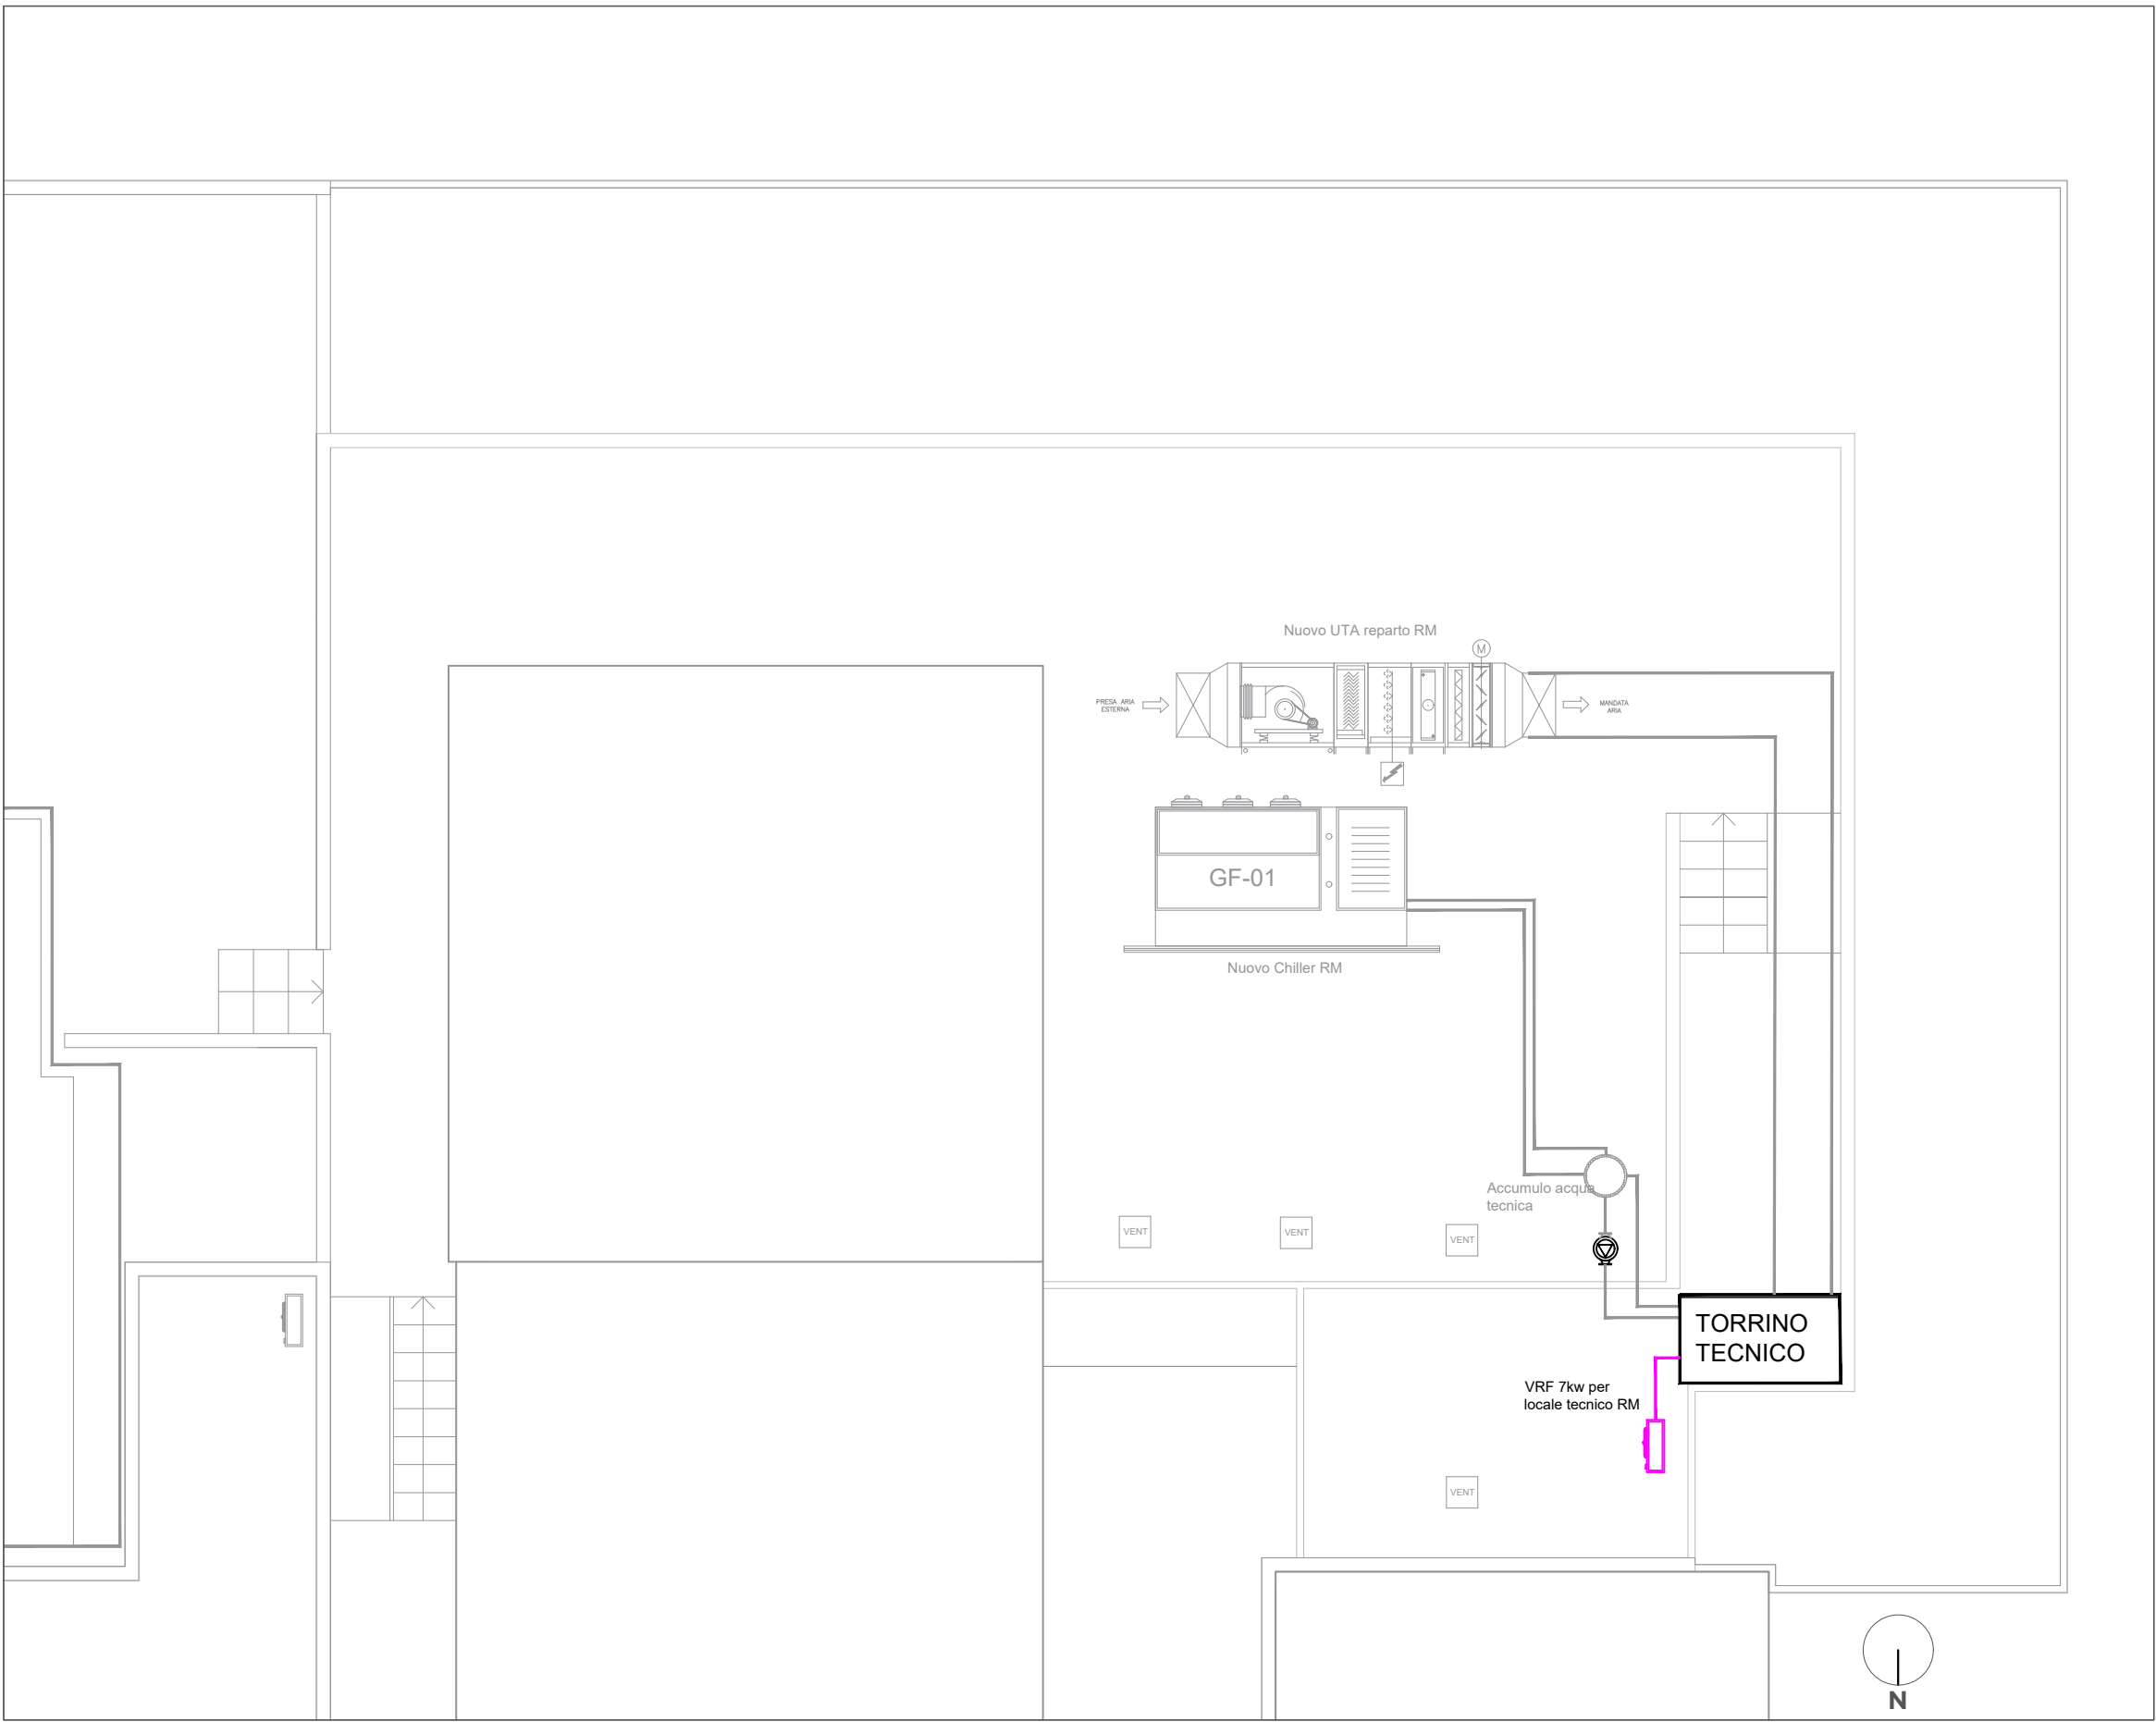 Nuovo UTA reparto RM
M
PRESA ARIA
ESTERNA
MANDATA
ARIA
GF-01
Nuovo Chiller RM
Accumulo acqua
tecnica
VENT
VENT
VENT
TORRINO
TECNICO
VRF 7kw per
locale tecnico RM
VENT
N